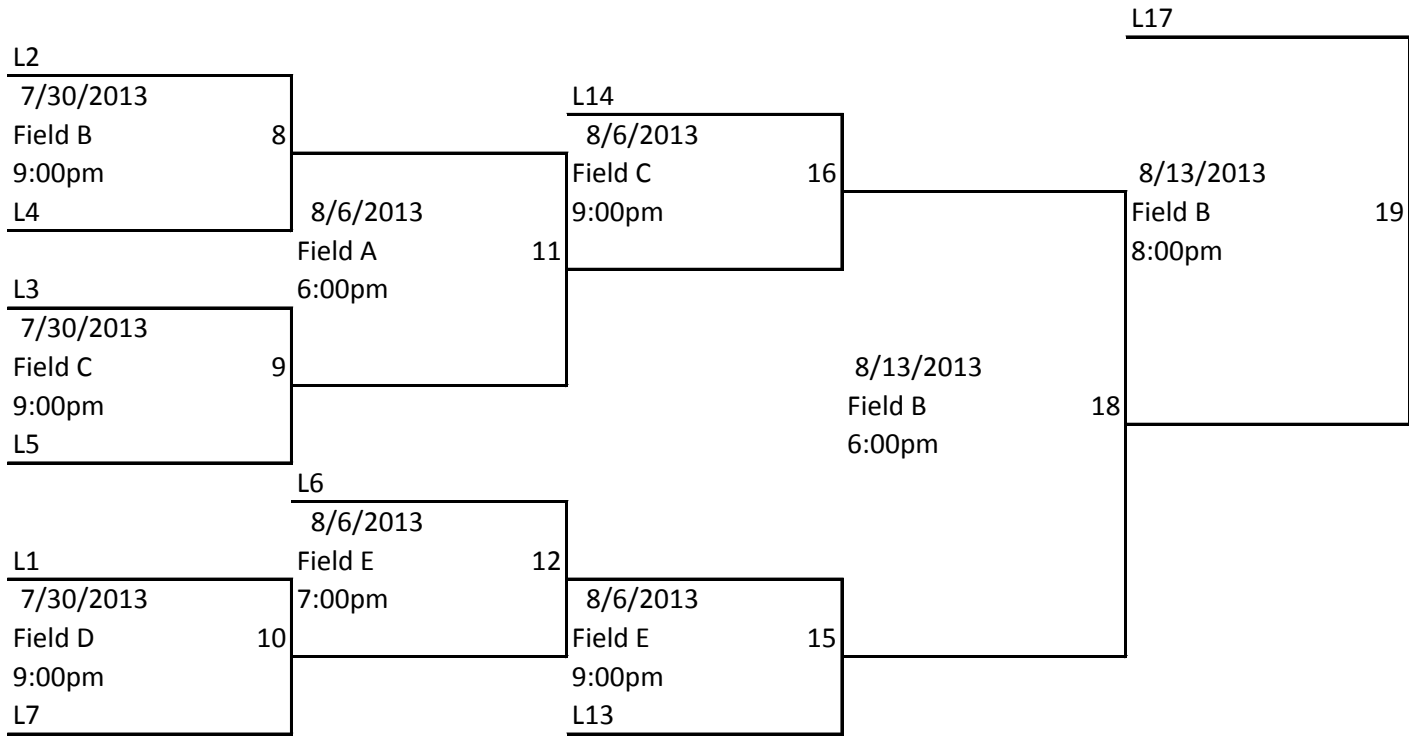 L17
L2
7/30/2013
Field B 8
9:00pm
L4
L14
8/6/2013
Field C 16
9:00pm
8/13/2013
Field B 19
8:00pm
8/6/2013
Field A 11
6:00pm
L3
7/30/2013
Field C 9
9:00pm
L5
8/13/2013
Field B 18
6:00pm
L6
8/6/2013
Field E 12
7:00pm
L1
7/30/2013
Field D 10
9:00pm
L7
8/6/2013
Field E 15
9:00pm
L13